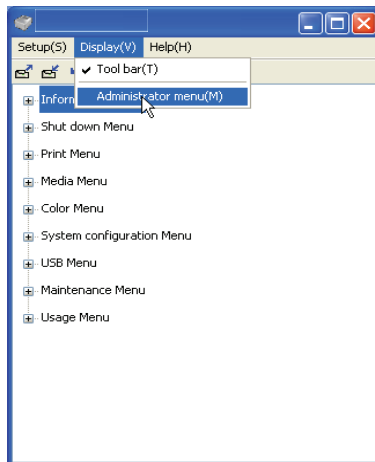 Setup(S) Display(V) Help(H)
Tool bar(T)
Administrator menu(M)
Shut down Menu
Print Menu
Media Menu
Color Menu
System configuration Menu
USB Menu
Maintenance Menu
Usage Menu